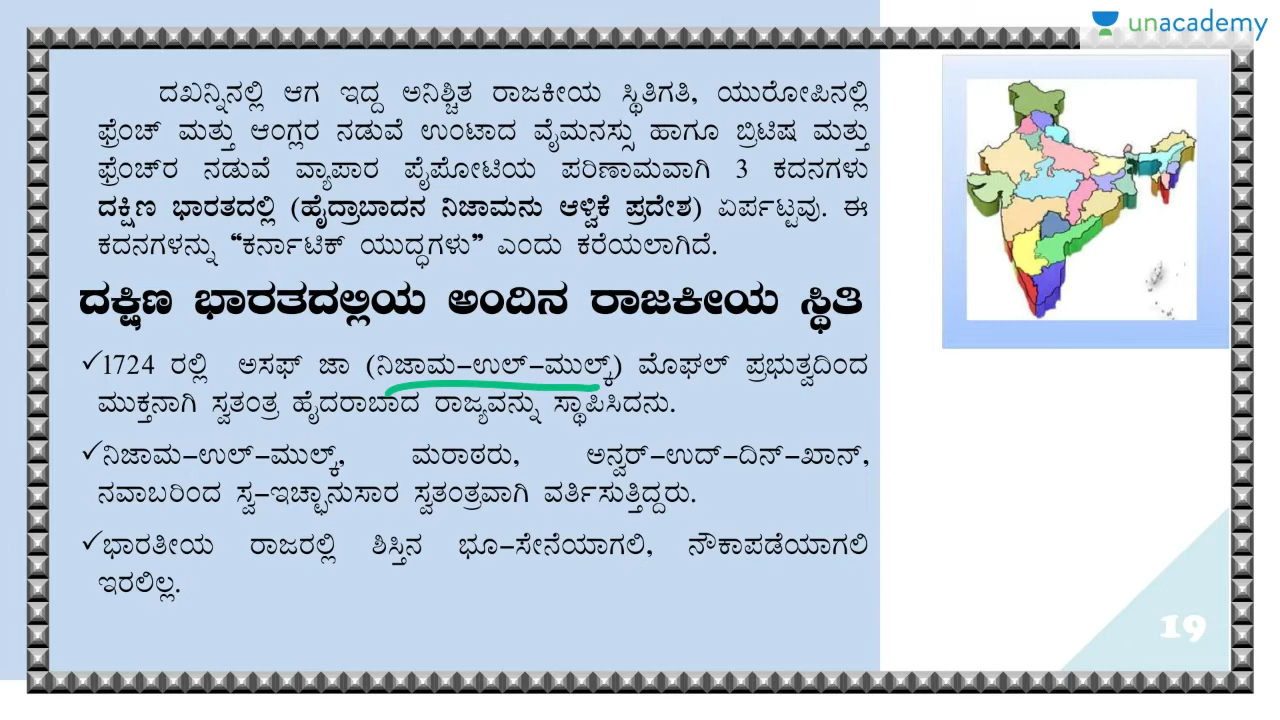 unacademy
ದಖನ್ನಿನಲ್ಲಿ ಆಗ ಇದ್ದ ಅನಿಶ್ಚಿತ ರಾಜಕೀಯ ಸ್ಥಿತಿಗತಿ, ಯುರೋಪಿನಲ್ಲಿ
ಫ್ರೆಂಚ್ ಮತ್ತು ಆಂಗ್ಲರ ನಡುವೆ ಉಂಟಾದ ವೈಮನಸ್ಸು ಹಾಗೂ ಬ್ರಿಟಿಷ ಮತ್ತು
ಫ್ರೆಂಚ್‌ರ ನಡುವೆ ವ್ಯಾಪಾರ ಪೈಪೋಟಿಯ ಪರಿಣಾಮವಾಗಿ 3 ಕದನಗಳು
ದಕ್ಷಿಣ ಭಾರತದಲ್ಲಿ (ಹೈದ್ರಾಬಾದನ ನಿಜಾಮನು ಆಳ್ವಿಕೆ ಪ್ರದೇಶ) ಏರ್ಪಟ್ಟವು. ಈ
ಕದನಗಳನ್ನು “ಕರ್ನಾಟಿಕ್ ಯುದ್ಧಗಳು” ಎಂದು ಕರೆಯಲಾಗಿದೆ.
ದಕ್ಷಿಣ ಭಾರತದಲ್ಲಿಯ ಅಂದಿನ ರಾಜಕೀಯ ಸ್ಥಿತಿ
✓1724 ರಲ್ಲಿ ಅಸಫ್ ಜಾ (ನಿಜಾಮ-ಉಲ್-ಮುಲ್ಕ್) ಮೊಘಲ್ ಪ್ರಭುತ್ವದಿಂದ
ಮುಕ್ತನಾಗಿ ಸ್ವತಂತ್ರ ಹೈದರಾಬಾದ ರಾಜ್ಯವನ್ನು ಸ್ಥಾಪಿಸಿದನು.
✓ನಿಜಾಮ-ಉಲ್-ಮುಲ್ಕ್, ಮರಾಠರು, ಅನ್ವರ್-ಉದ್-ದಿನ್-ಖಾನ್,
ನವಾಬರಿಂದ ಸ್ವ-ಇಚ್ಛಾನುಸಾರ ಸ್ವತಂತ್ರವಾಗಿ ವರ್ತಿಸುತ್ತಿದ್ದರು.
✓ಭಾರತೀಯ ರಾಜರಲ್ಲಿ ಶಿಸ್ತಿನ ಭೂ-ಸೇನೆಯಾಗಲಿ, ನೌಕಾಪಡೆಯಾಗಲಿ
ಇರಲಿಲ್ಲ.
19